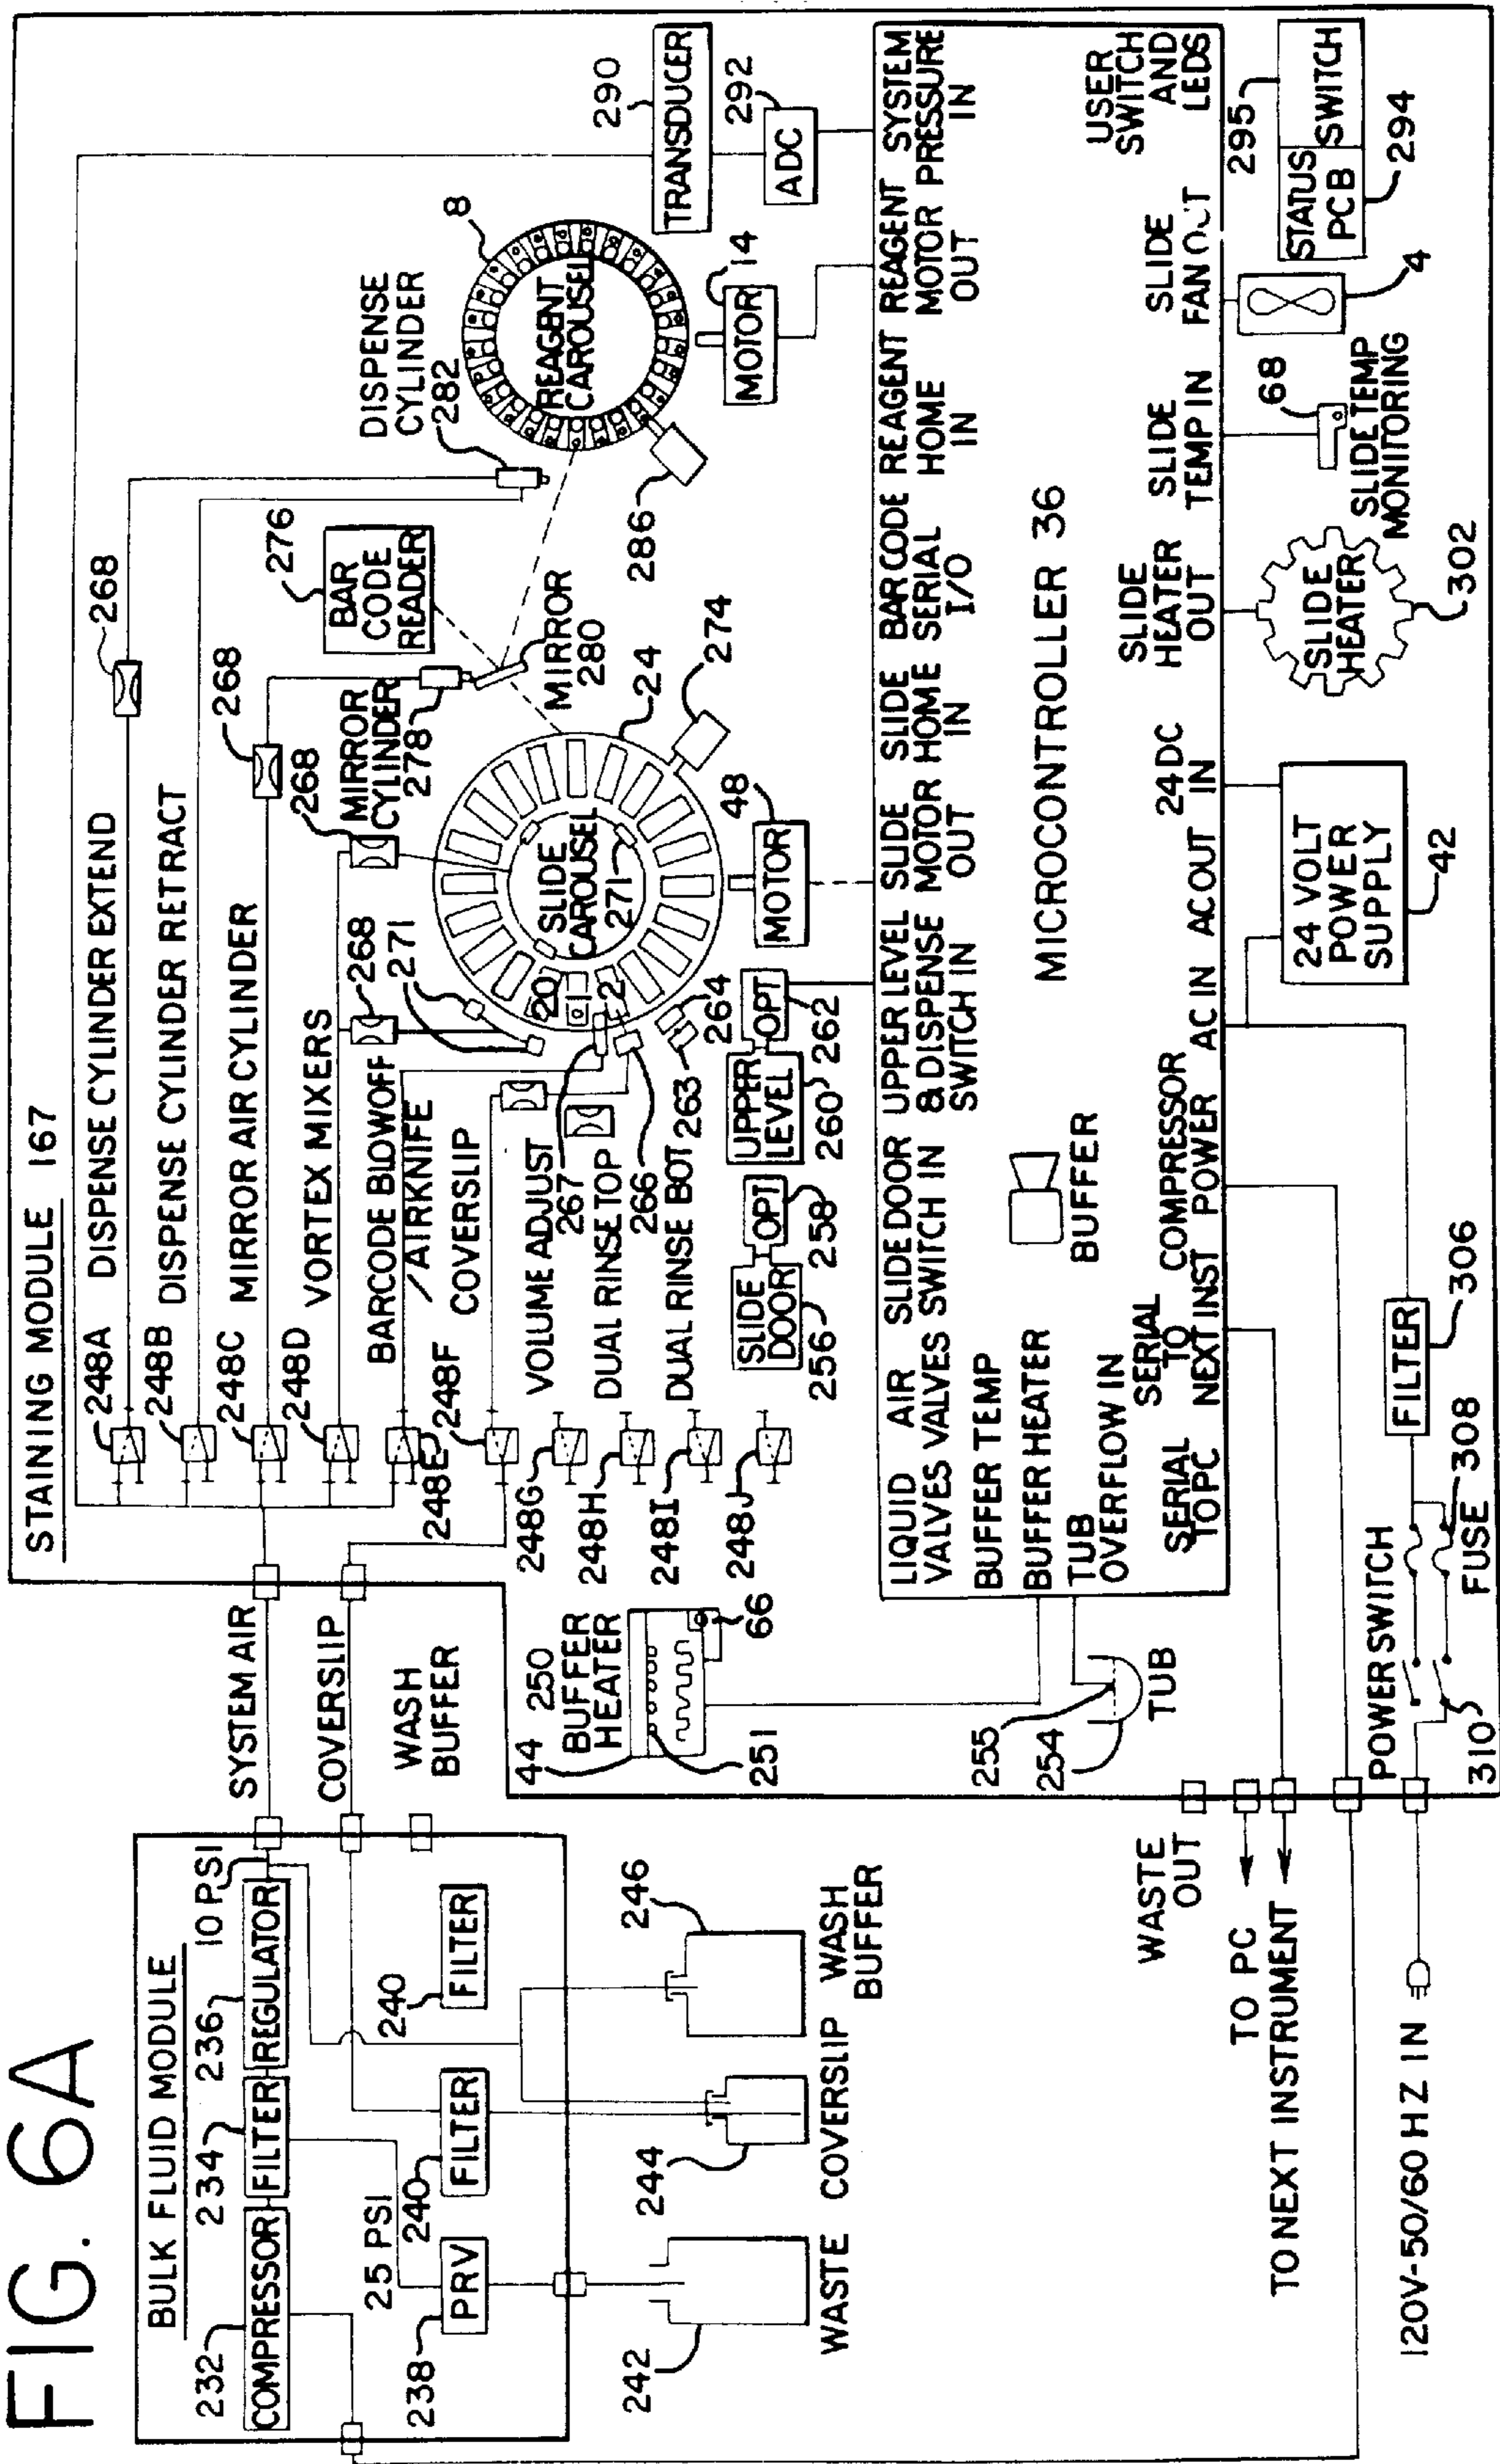 FIG. 6A
BULK FLUID MODULE
232
234
236
10 PSI
COMPRESSOR
FILTER
REGULATOR
25 PSI
240
240
238
PRV
FILTER
FILTER
242
244
246
WASTE
COVERSLIP
WASH
BUFFER
SYSTEM AIR
COVERSLIP
WASH
BUFFER
STAINING MODULE 167
248A
DISPENSE CYLINDER EXTEND
248B
DISPENSE CYLINDER RETRACT
248C
MIRROR AIR CYLINDER
248D
VORTEX MIXERS
248E
BARCODE BLOWOFF
/AIRKNIFE
248F
COVERSLIP
248G
VOLUME ADJUST
267
248H
DUAL RINSE TOP
266
248I
DUAL RINSE BOT
263
264
248J
268
268
268
268
271
MIRROR
CYLINDER
278
MIRROR
280
276
BAR
CODE
READER
DISPENSE
CYLINDER
282
8
REAGENT
CAROUSEL
286
MOTOR
14
290
TRANSDUCER
292
ADC
SLIDE
CAROUSEL
271
20
1
2
24
274
48
MOTOR
44
250
BUFFER
HEATER
251
66
255
254
TUB
SLIDE
DOOR
256
OPT
258
UPPER
LEVEL
260
OPT
262
LIQUID
VALVES
AIR
VALVES
SLIDE DOOR
SWITCH IN
UPPER LEVEL
& DISPENSE
SWITCH IN
SLIDE
MOTOR
OUT
SLIDE
HOME
IN
BAR CODE
SERIAL
I/O
REAGENT
HOME
IN
REAGENT
MOTOR
OUT
SYSTEM
PRESSURE
IN
BUFFER TEMP
BUFFER HEATER
TUB
OVERFLOW IN
BUFFER
MICROCONTROLLER 36
USER
SWITCH
AND
LEDS
SERIAL
TO PC
SERIAL
TO
NEXT INST
COMPRESSOR
POWER
AC IN
AC OUT
24 DC
IN
SLIDE
HEATER
OUT
SLIDE
TEMP IN
SLIDE
FAN OUT
295
STATUS
PCB
SWITCH
294
4
68
SLIDE TEMP
MONITORING
SLIDE
HEATER
302
24 VOLT
POWER
SUPPLY
42
FILTER
306
308
FUSE
POWER SWITCH
310
WASTE
OUT
TO PC
TO NEXT INSTRUMENT
120V-50/60 HZ IN